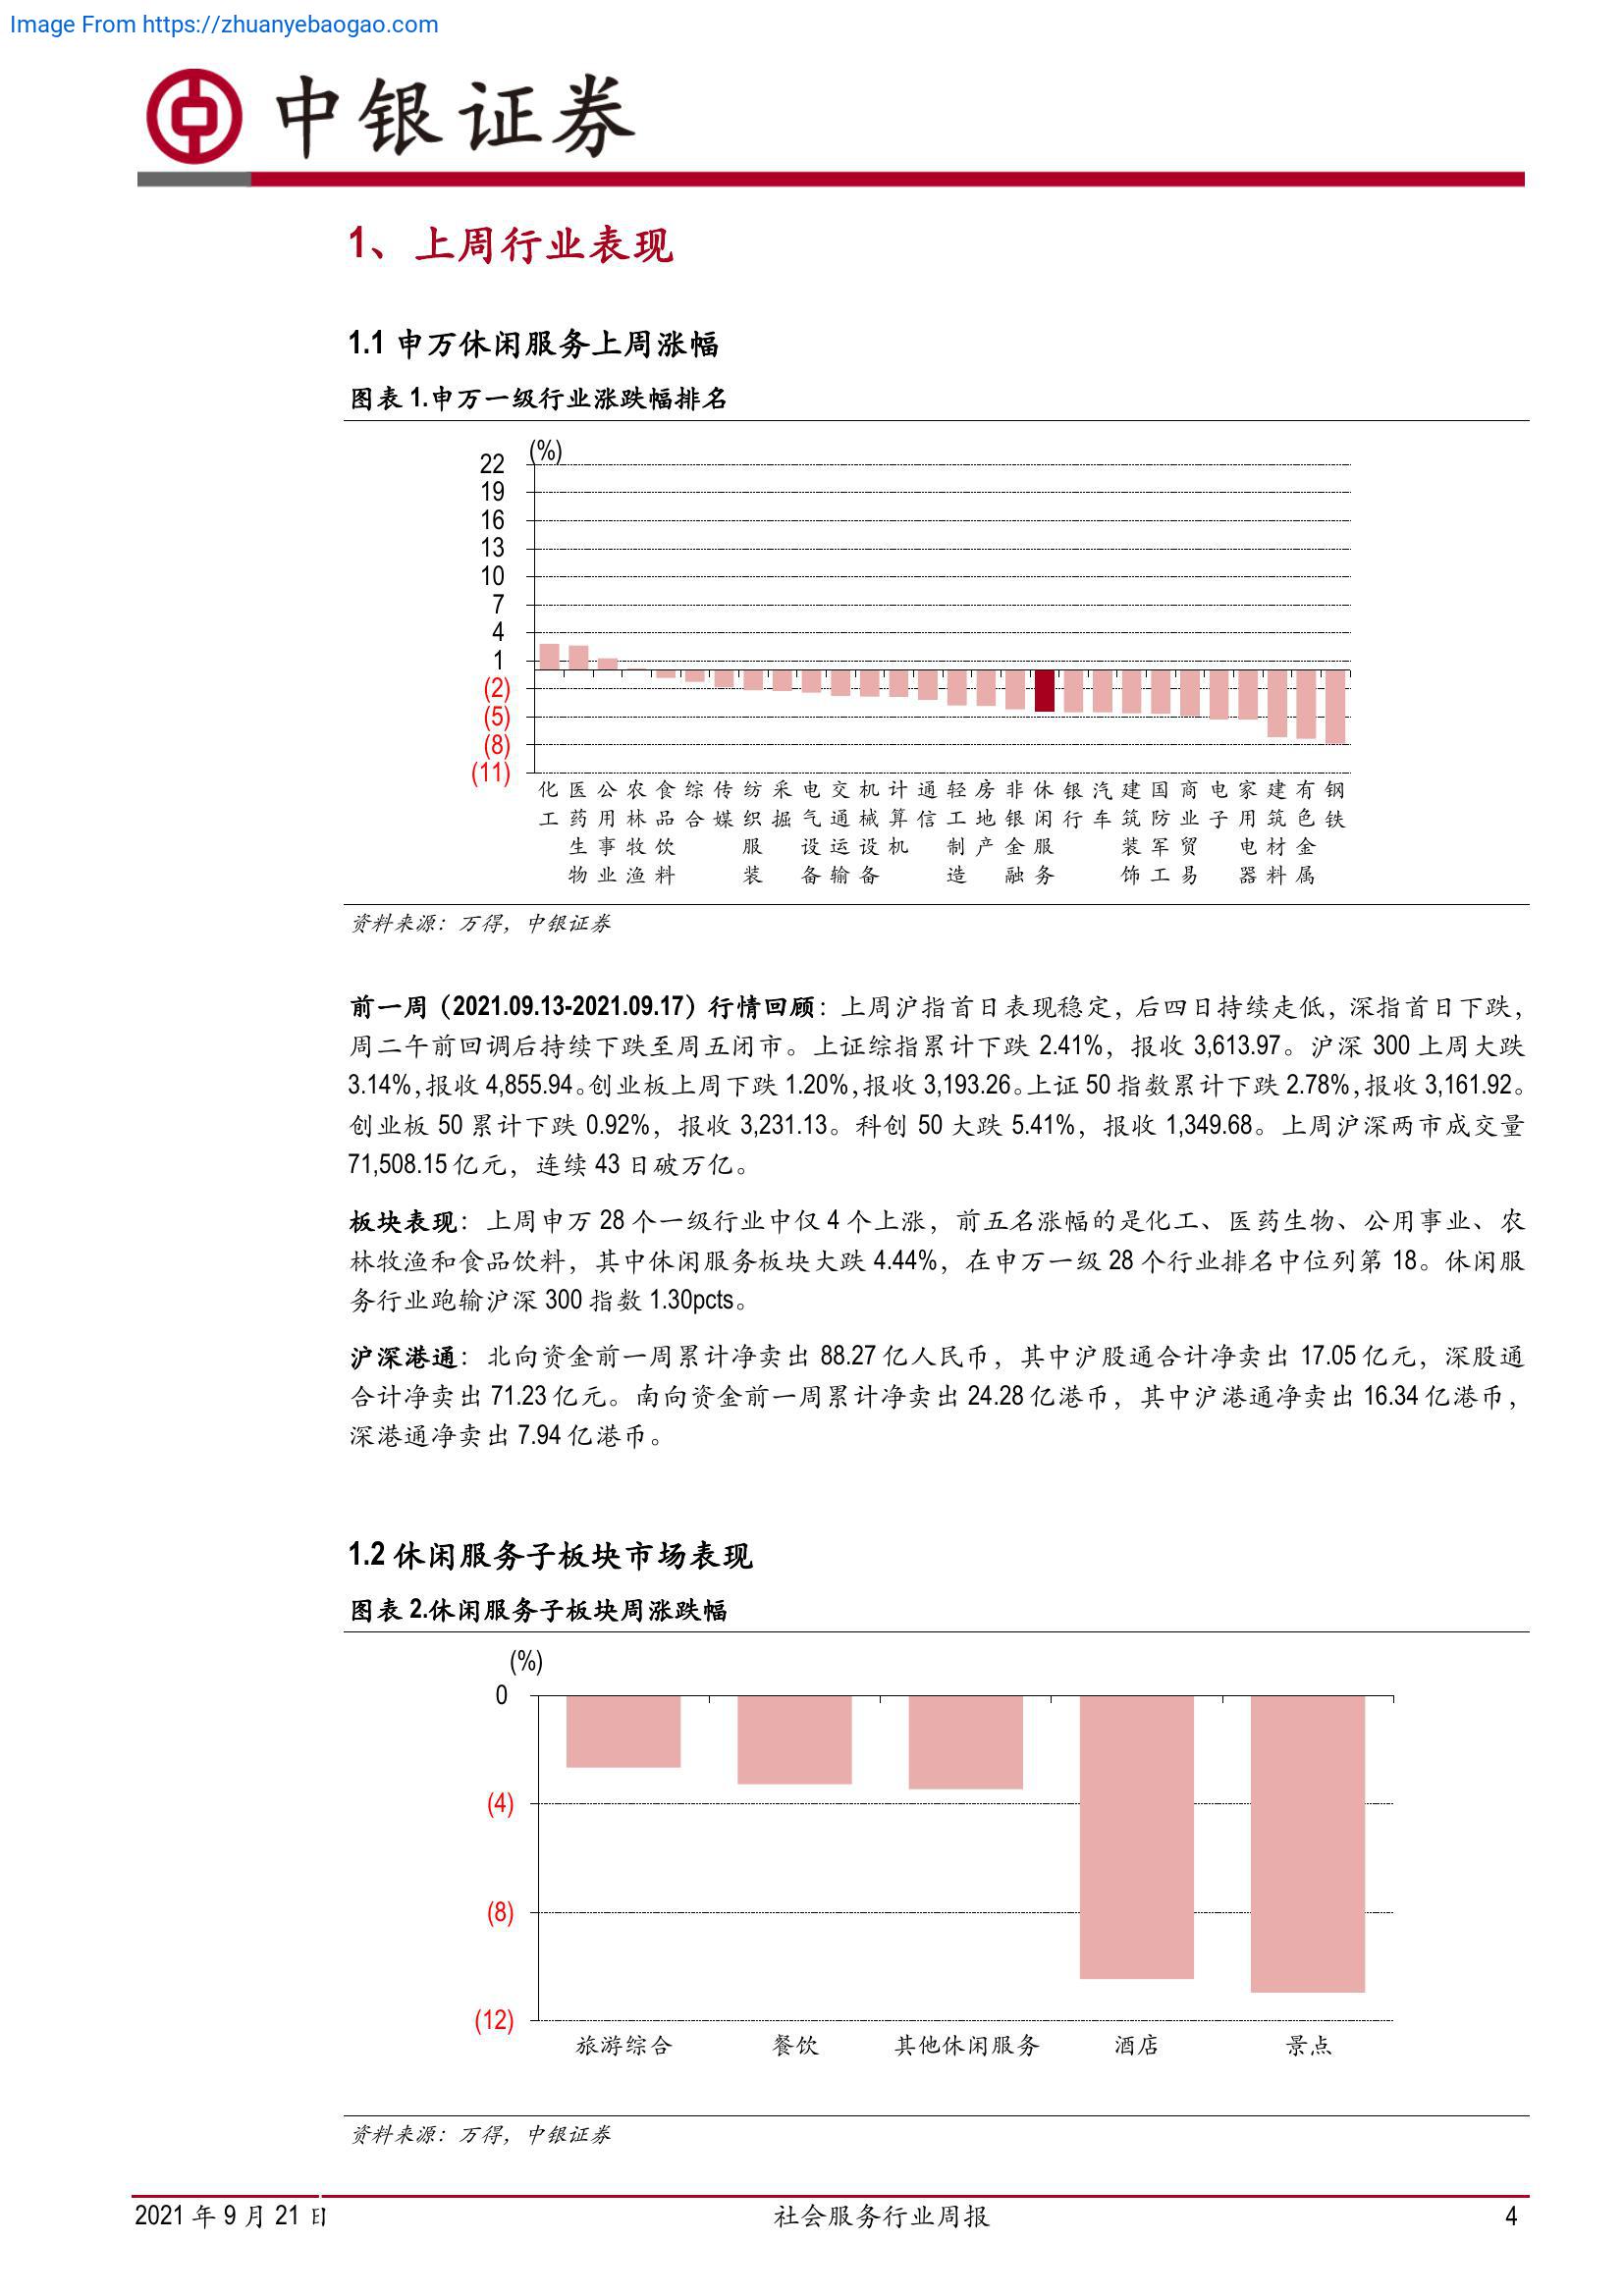 Image From https://zhuanyebaogao.com
中银证券
1、上周行业表现
1.1 申万休闲服务上周涨幅
图表 1.申万一级行业涨跌幅排名
(%)
22
19
16
13
10
7
4
1
(2)
(5)
(8)
(11)
化工
医药生物
公用事业
农林牧渔
食品饮料
综合
传媒
纺织服装
采掘
电气设备
交通运输
机械设备
计算机
通信
轻工制造
房地产
非银金融
休闲服务
银行
汽车
建筑装饰
国防军工
商业贸易
电子
家用电器
建筑材料
有色金属
钢铁
资料来源：万得，中银证券
前一周（2021.09.13-2021.09.17）行情回顾：上周沪指首日表现稳定，后四日持续走低，深指首日下跌，
周二午前回调后持续下跌至周五闭市。上证综指累计下跌 2.41%，报收 3,613.97。沪深 300 上周大跌
3.14%，报收 4,855.94。创业板上周下跌 1.20%，报收 3,193.26。上证 50 指数累计下跌 2.78%，报收 3,161.92。
创业板 50 累计下跌 0.92%，报收 3,231.13。科创 50 大跌 5.41%，报收 1,349.68。上周沪深两市成交量
71,508.15 亿元，连续 43 日破万亿。
板块表现：上周申万 28 个一级行业中仅 4 个上涨，前五名涨幅的是化工、医药生物、公用事业、农
林牧渔和食品饮料，其中休闲服务板块大跌 4.44%，在申万一级 28 个行业排名中位列第 18。休闲服
务行业跑输沪深 300 指数 1.30pcts。
沪深港通：北向资金前一周累计净卖出 88.27 亿人民币，其中沪股通合计净卖出 17.05 亿元，深股通
合计净卖出 71.23 亿元。南向资金前一周累计净卖出 24.28 亿港币，其中沪港通净卖出 16.34 亿港币，
深港通净卖出 7.94 亿港币。
1.2 休闲服务子板块市场表现
图表 2.休闲服务子板块周涨跌幅
(%)
0
(4)
(8)
(12)
旅游综合 餐饮 其他休闲服务 酒店 景点
资料来源：万得，中银证券
2021 年 9 月 21 日 社会服务行业周报 4